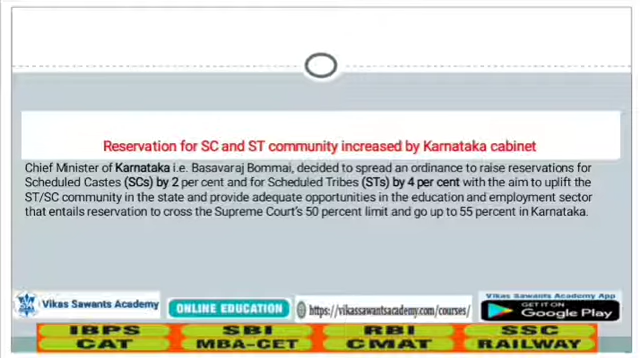 Reservation for SC and ST community increased by Karnataka cabinet
Chief Minister of Karnataka i.e. Basavaraj Bommai, decided to spread an ordinance to raise reservations for
Scheduled Castes (SCs) by 2 per cent and for Scheduled Tribes (STs) by 4 per cent with the aim to uplift the
ST/SC community in the state and provide adequate opportunities in the education and employment sector
that entails reservation to cross the Supreme Court's 50 percent limit and go up to 55 percent in Karnataka.
Vikas Sawants Academy
ONLINE EDUCATION
https://vikassawantsacademy.com/courses/
Vikas Sawants Academy App
GET IT ON
Google Play
IBPS SBI RBI SSC
CAT MBA-CET CMAT RAILWAY